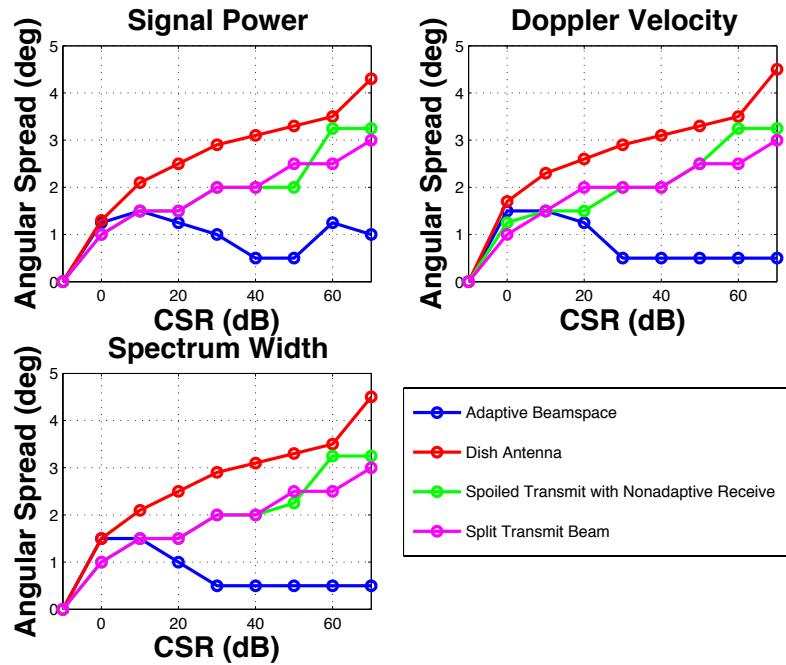 Signal Power
Angular Spread (deg)
5
4
3
2
1
0
0 20 40 60
CSR (dB)
Doppler Velocity
Angular Spread (deg)
5
4
3
2
1
0
0 20 40 60
CSR (dB)
Spectrum Width
Angular Spread (deg)
5
4
3
2
1
0
0 20 40 60
CSR (dB)
Adaptive Beamspace
Dish Antenna
Spoiled Transmit with Nonadaptive Receive
Split Transmit Beam